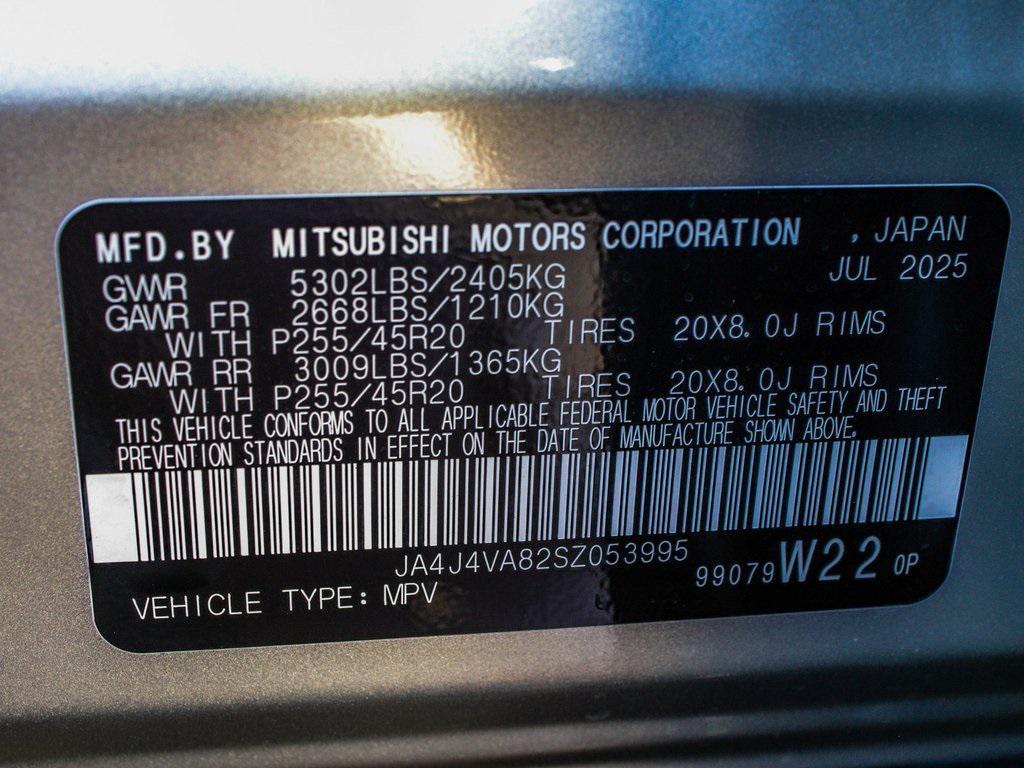 MFD.BY MITSUBISHI MOTORS CORPORATION , JAPAN
GWWR 5302LBS/2405KG JUL 2025
GAWR FR 2668LBS/1210KG
WITH P255/45R20 TIRES 20X8.0J RIMS
GAWR RR 3009LBS/1365KG
WITH P255/45R20 TIRES 20X8.0J RIMS
THIS VEHICLE CONFORMS TO ALL APPLICABLE FEDERAL MOTOR VEHICLE SAFETY AND THEFT
PREVENTION STANDARDS IN EFFECT ON THE DATE OF MANUFACTURE SHOWN ABOVE.
JA4J4VA82SZ053995
99079 W22 0P
VEHICLE TYPE: MPV